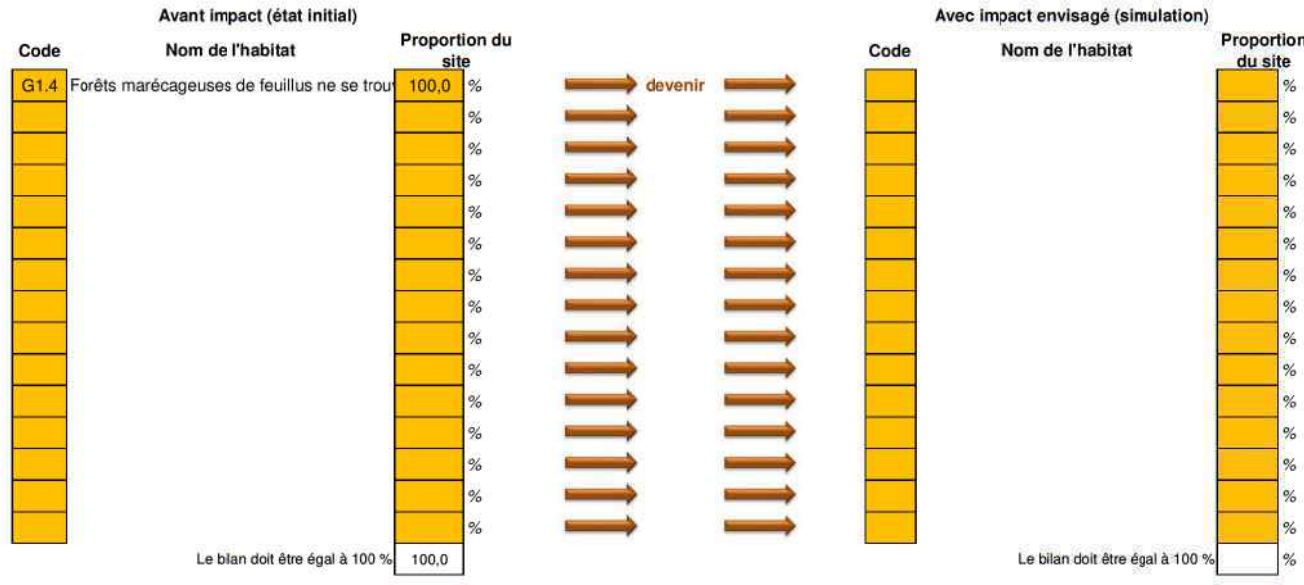 Avant impact (état initial)
Avec impact envisagé (simulation)
Code
Nom de l'habitat
Proportion du
site
Code
Nom de l'habitat
Proportion
du site
G1.4 Forêts marécageuses de feuillus ne se trouv 100,0 % devenir %
% %
% %
% %
% %
% %
% %
% %
% %
% %
% %
% %
% %
% %
% %
Le bilan doit être égal à 100 % 100,0
Le bilan doit être égal à 100 % %